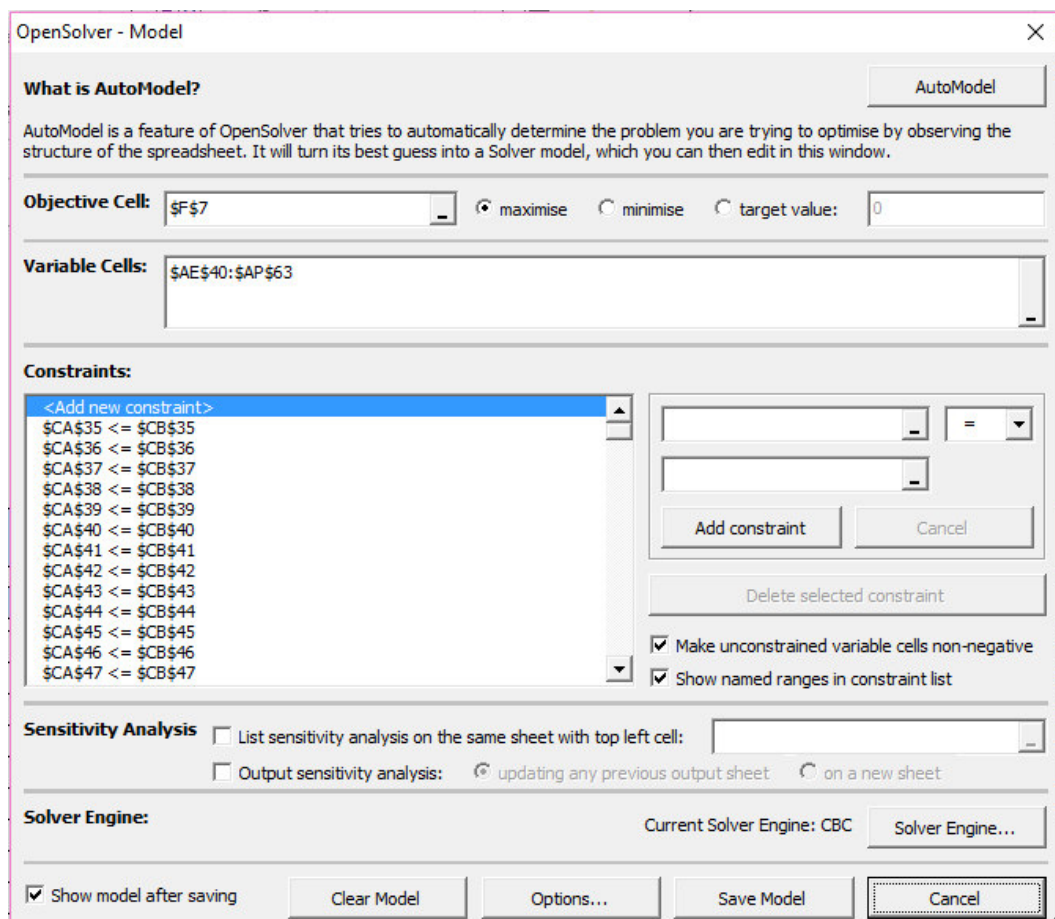 OpenSolver - Model
What is AutoModel?
AutoModel
AutoModel is a feature of OpenSolver that tries to automatically determine the problem you are trying to optimise by observing the
structure of the spreadsheet. It will turn its best guess into a Solver model, which you can then edit in this window.
Objective Cell: $F$7 maximise minimise target value: 0
Variable Cells: $AE$40:$AP$63
Constraints:
<Add new constraint>
$CA$35 <= $CB$35
$CA$36 <= $CB$36
$CA$37 <= $CB$37
$CA$38 <= $CB$38
$CA$39 <= $CB$39
$CA$40 <= $CB$40
$CA$41 <= $CB$41
$CA$42 <= $CB$42
$CA$43 <= $CB$43
$CA$44 <= $CB$44
$CA$45 <= $CB$45
$CA$46 <= $CB$46
$CA$47 <= $CB$47
=
Add constraint Cancel
Delete selected constraint
Make unconstrained variable cells non-negative
Show named ranges in constraint list
Sensitivity Analysis List sensitivity analysis on the same sheet with top left cell:
Output sensitivity analysis: updating any previous output sheet on a new sheet
Solver Engine:
Current Solver Engine: CBC Solver Engine...
Show model after saving Clear Model Options... Save Model Cancel